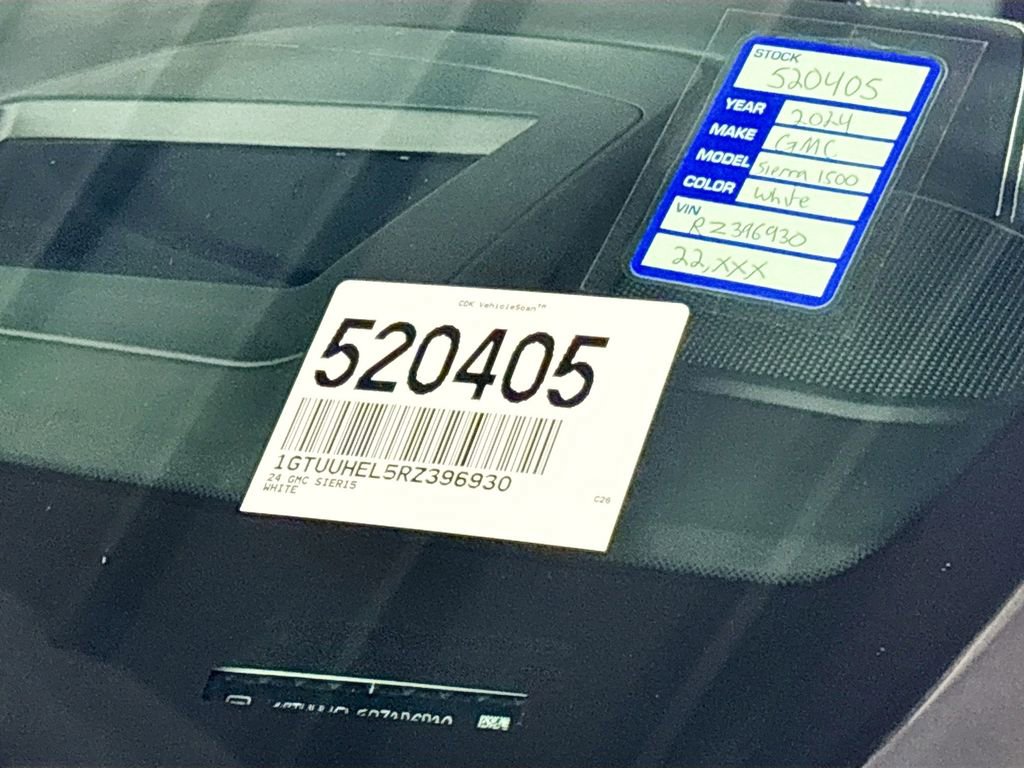 STOCK
520405
YEAR 2024
MAKE GMC
MODEL Sierra 1500
COLOR White
VIN
RZ396930
22,XXX
CDK VehicleScan™
520405
1GTUUHEL5RZ396930
24 GMC SIER15
WHITE
C26